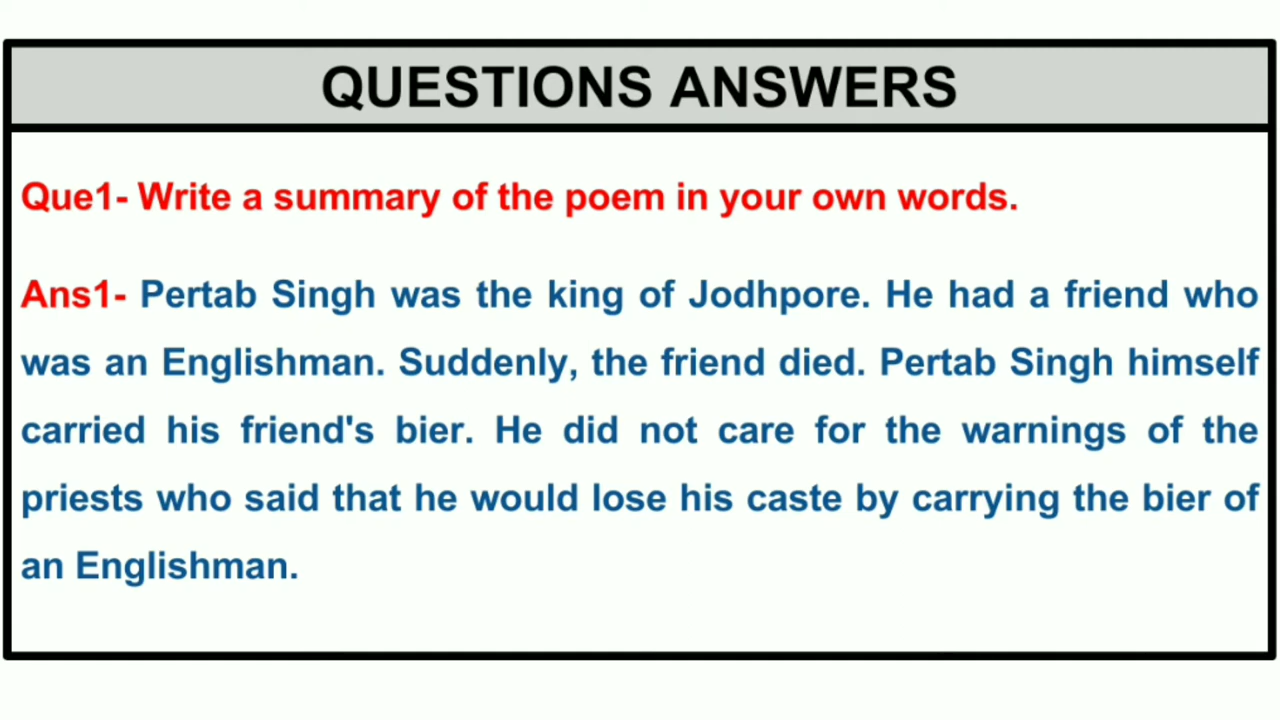 QUESTIONS ANSWERS
Que1- Write a summary of the poem in your own words.
Ans1- Pertab Singh was the king of Jodhpore. He had a friend who
was an Englishman. Suddenly, the friend died. Pertab Singh himself
carried his friend's bier. He did not care for the warnings of the
priests who said that he would lose his caste by carrying the bier of
an Englishman.